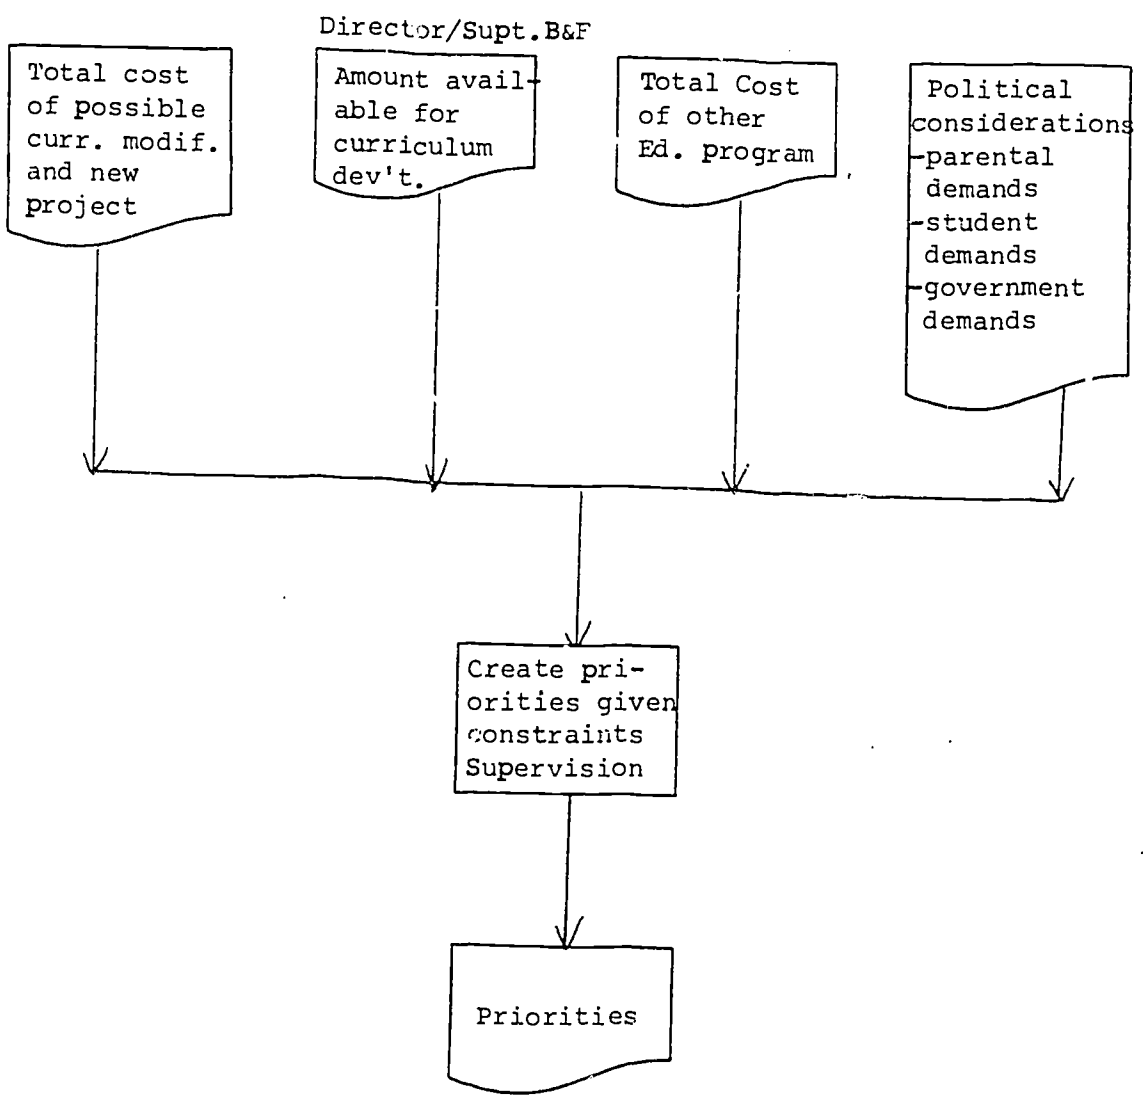 Director/Supt.B&F
Total cost
of possible
curr. modif.
and new
project
Amount avail-
able for
curriculum
dev't.
Total Cost
of other
Ed. program
Political
considerations
-parental
demands
-student
demands
-government
demands
Create pri-
orities given
constraints
Supervision
Priorities